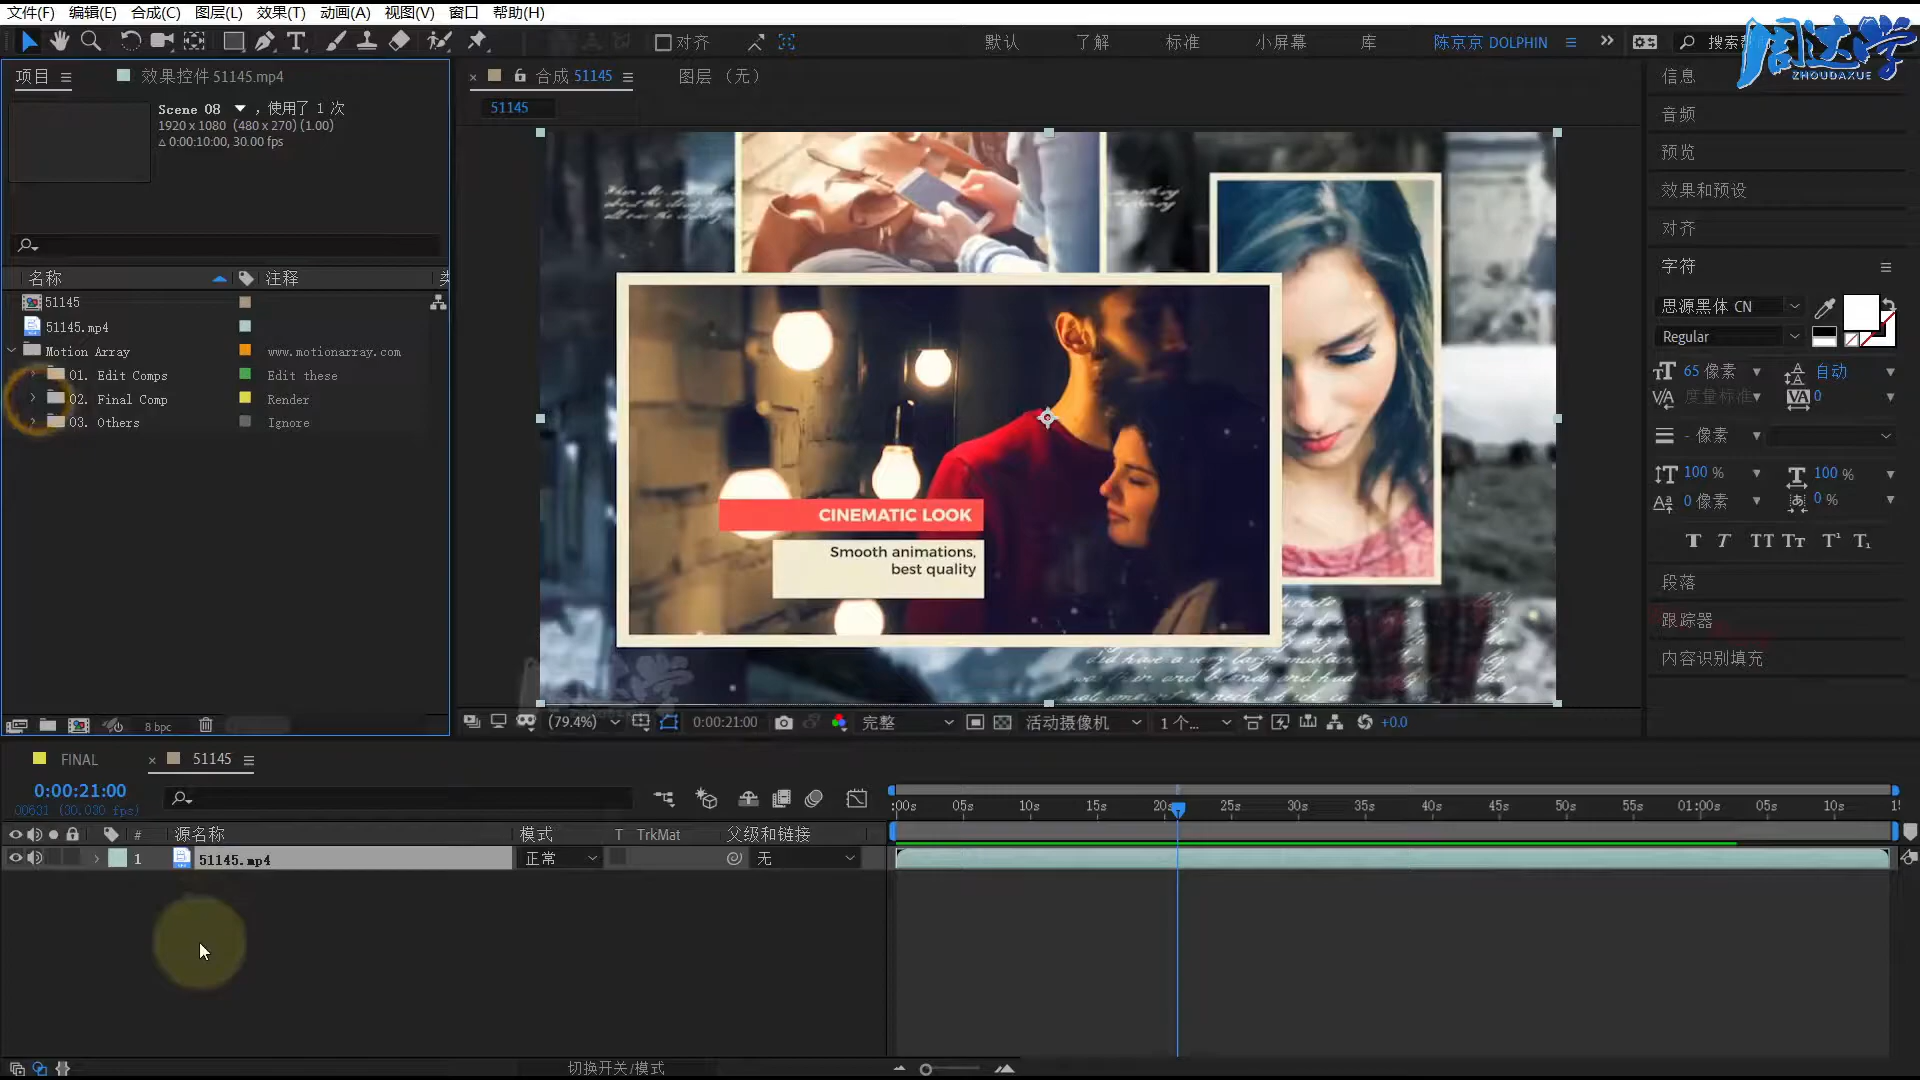 文件(F) 编辑(E) 合成(C) 图层(L) 效果(T) 动画(A) 视图(V) 窗口 帮助(H)
对齐 默认 了解 标准 小屏幕 库 陈京京 DOLPHIN 搜索
周达学
ZHOUDAXUE
项目 效果控件 51145.mp4
合成 51145 图层 (无)
51145
Scene 08 ，使用了 1 次
1920 x 1080 (480 x 270) (1.00)
Δ 0:00:10:00, 30.00 fps
名称 注释 类
51145
51145.mp4
Motion Array www.motionarray.com
01. Edit Comps Edit these
02. Final Comp Render
03. Others Ignore
8 bpc
CINEMATIC LOOK
Smooth animations,
best quality
(79.4%) 0:00:21:00 完整 活动摄像机 1 个... +0.0
信息
音频
预览
效果和预设
对齐
字符
思源黑体 CN
Regular
65 像素 自动
度量标准 0
- 像素
100 % 100 %
0 像素 0 %
段落
跟踪器
内容识别填充
FINAL 51145
0:00:21:00
00631 (30.030 fps)
:00s 05s 10s 15s 20s 25s 30s 35s 40s 45s 50s 55s 01:00s 05s 10s 15
# 源名称 模式 T TrkMat 父级和链接
1 51145.mp4 正常 无
切换开关/模式